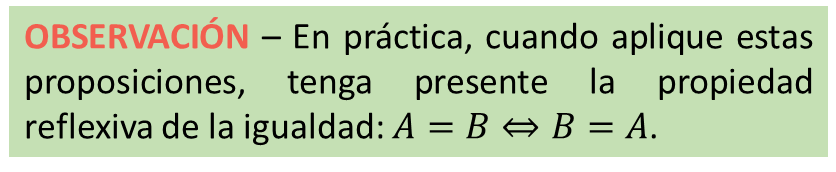 OBSERVACIÓN – En práctica, cuando aplique estas
proposiciones, tenga presente la propiedad
reflexiva de la igualdad: A = B ⇔ B = A.